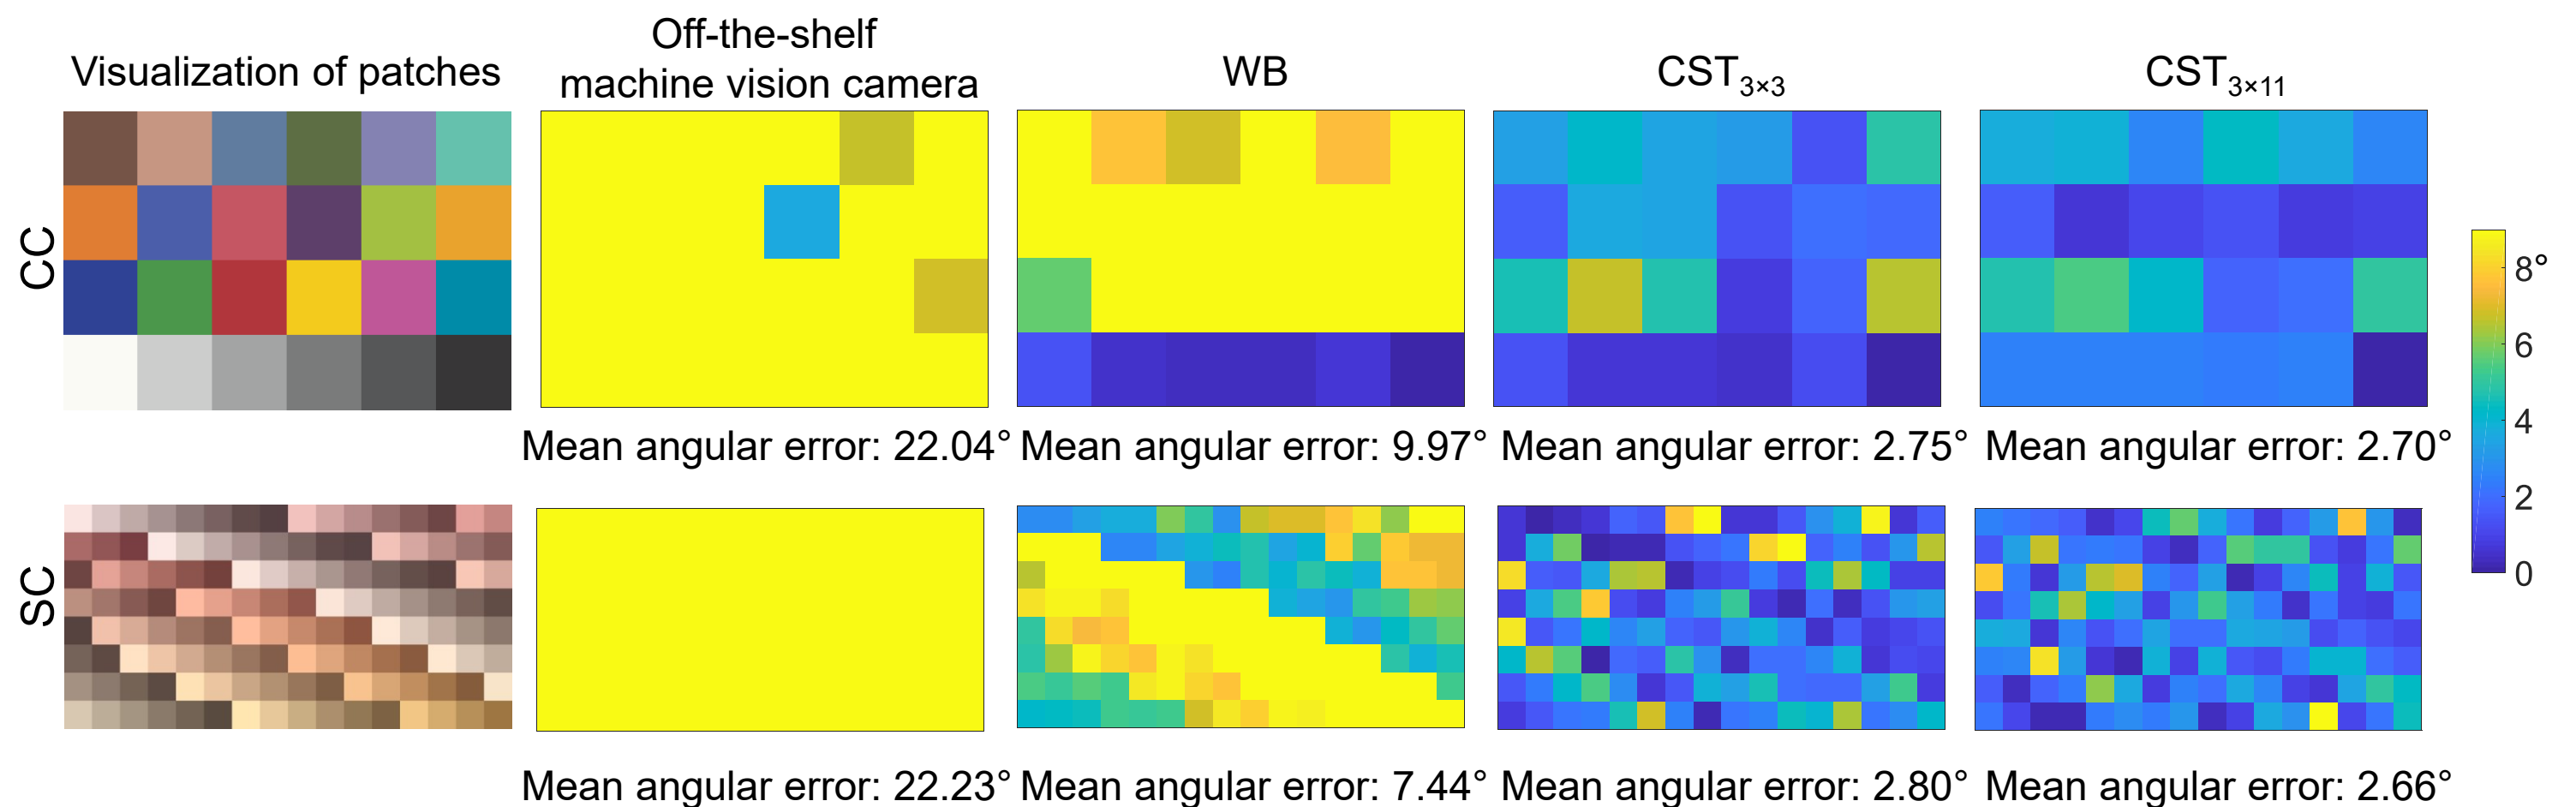 Visualization of patches
Off-the-shelf
machine vision camera
WB
CST3×3
CST3×11
CC
8°
6
4
2
0
Mean angular error: 22.04°
Mean angular error: 9.97°
Mean angular error: 2.75°
Mean angular error: 2.70°
SC
Mean angular error: 22.23°
Mean angular error: 7.44°
Mean angular error: 2.80°
Mean angular error: 2.66°